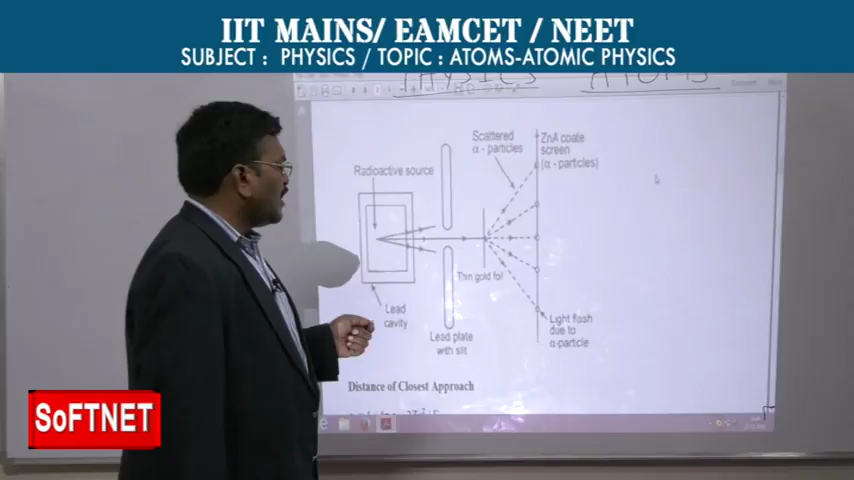 IIT MAINS/ EAMCET / NEET
SUBJECT : PHYSICS / TOPIC : ATOMS-ATOMIC PHYSICS
PHYSICS ATOMS
Scattered
α - particles
ZnA coate
screen
(α - partcles)
Radioactive source
Thin gold foil
Lead
cavity
Lead plate
with slit
Light flash
due to
α-particle
Distance of Closest Approach
SoFTNET